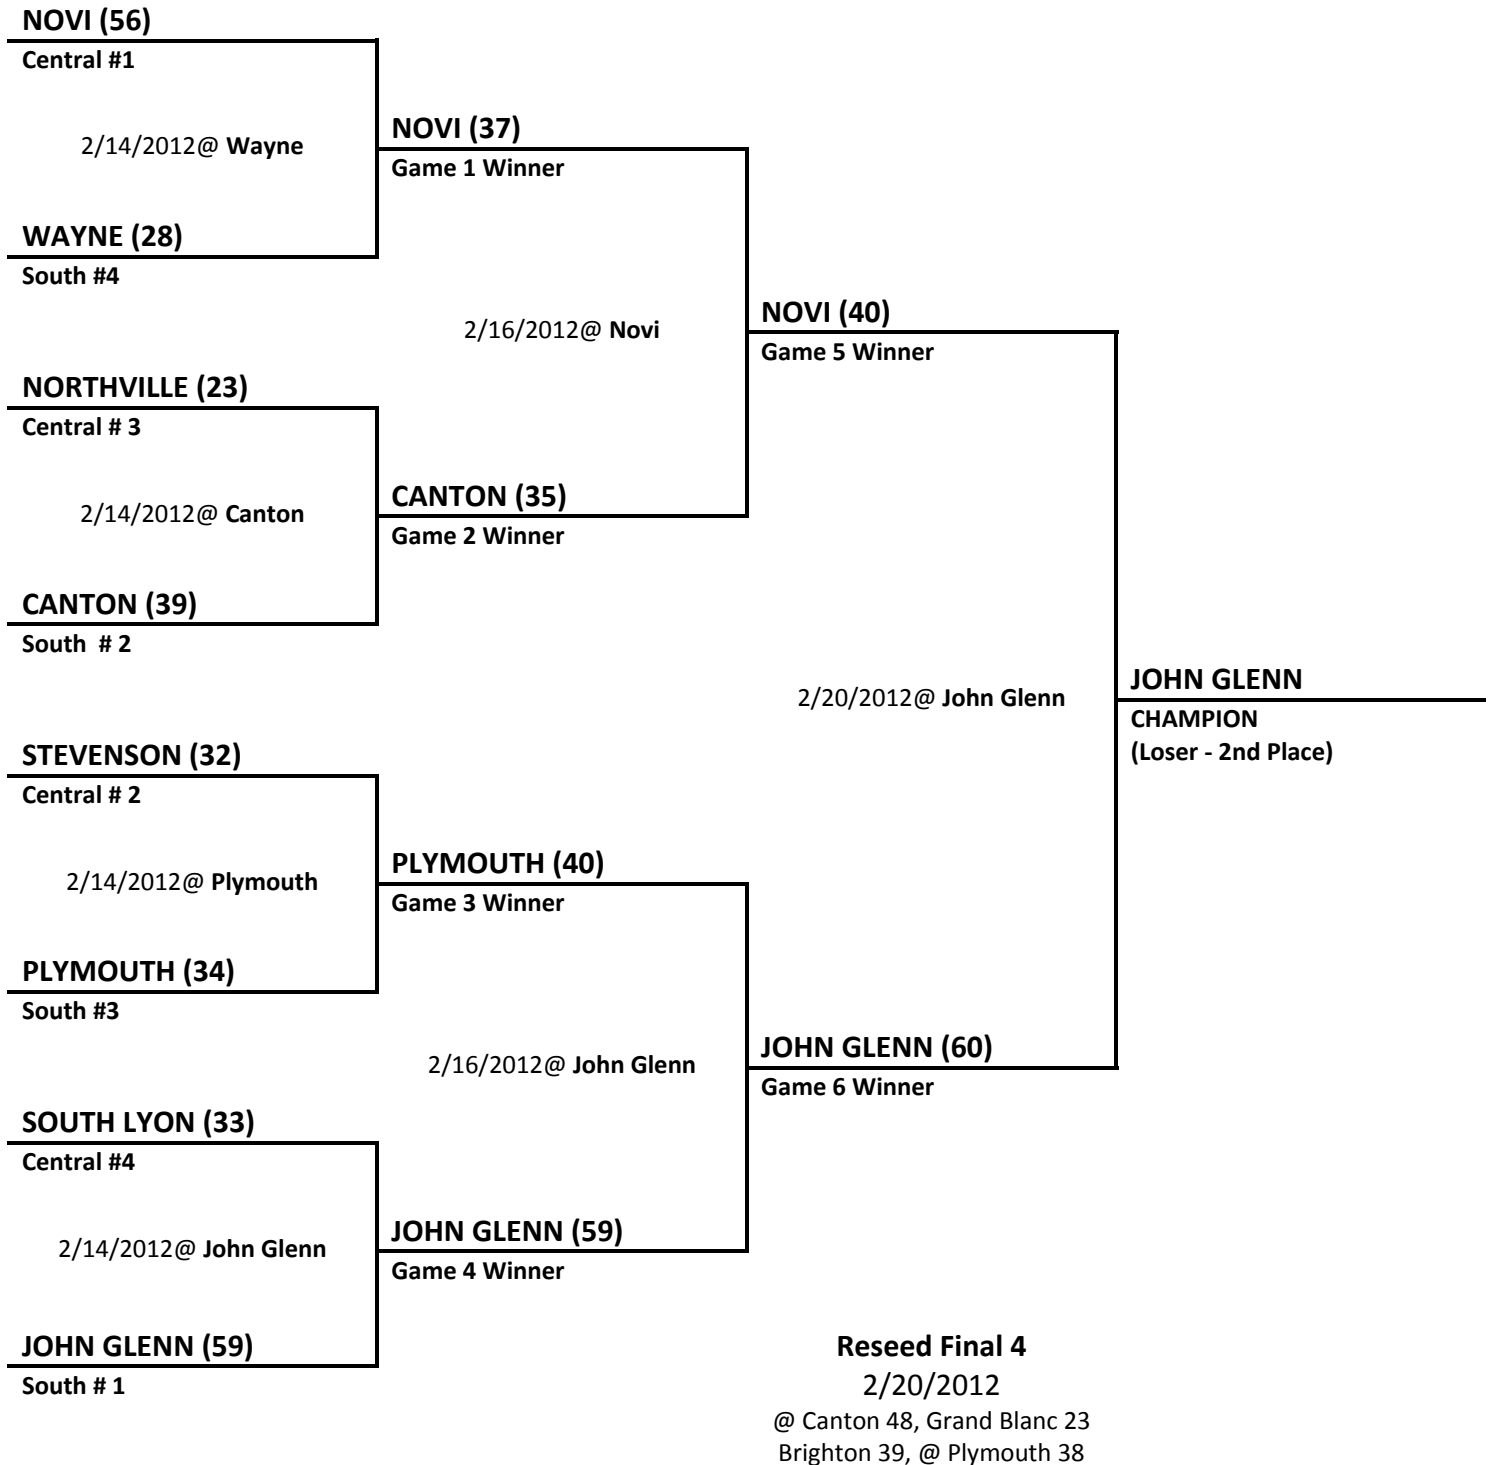 NOVI (56)
Central #1
2/14/2012@ Wayne
NOVI (37)
Game 1 Winner
WAYNE (28)
South #4
2/16/2012@ Novi
NOVI (40)
Game 5 Winner
NORTHVILLE (23)
Central # 3
2/14/2012@ Canton
CANTON (35)
Game 2 Winner
CANTON (39)
South  # 2
2/20/2012@ John Glenn
JOHN GLENN
CHAMPION
(Loser - 2nd Place)
STEVENSON (32)
Central # 2
2/14/2012@ Plymouth
PLYMOUTH (40)
Game 3 Winner
PLYMOUTH (34)
South #3
2/16/2012@ John Glenn
JOHN GLENN (60)
Game 6 Winner
SOUTH LYON (33)
Central #4
2/14/2012@ John Glenn
JOHN GLENN (59)
Game 4 Winner
JOHN GLENN (59)
South # 1
Reseed Final 4
2/20/2012
@ Canton 48, Grand Blanc 23
Brighton 39, @ Plymouth 38